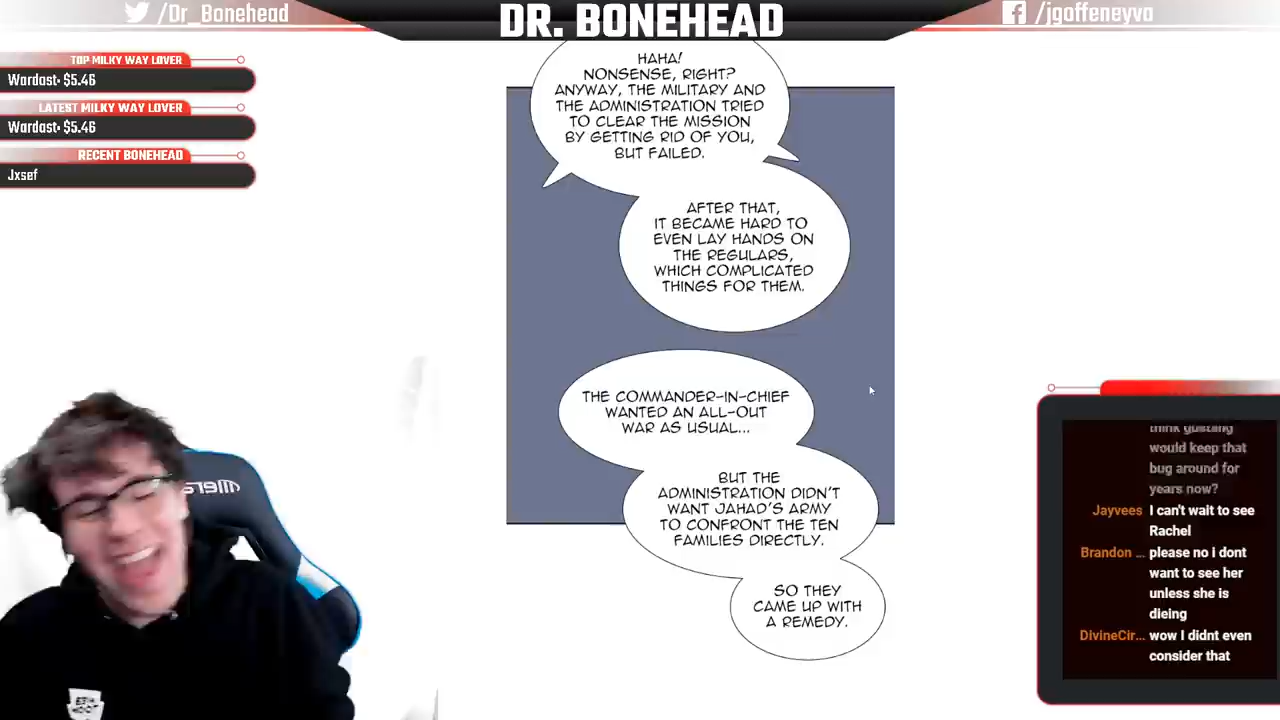 /Dr_Bonehead
DR. BONEHEAD
/jgoffeneyva
TOP MILKY WAY LOVER
Wardast• $5.46
LATEST MILKY WAY LOVER
Wardast• $5.46
RECENT BONEHEAD
Jxsef
HAHA!
NONSENSE, RIGHT?
ANYWAY, THE MILITARY AND
THE ADMINISTRATION TRIED
TO CLEAR THE MISSION
BY GETTING RID OF YOU,
BUT FAILED.
AFTER THAT,
IT BECAME HARD TO
EVEN LAY HANDS ON
THE REGULARS,
WHICH COMPLICATED
THINGS FOR THEM.
THE COMMANDER-IN-CHIEF
WANTED AN ALL-OUT
WAR AS USUAL...
BUT THE
ADMINISTRATION DIDN'T
WANT JAHAD'S ARMY
TO CONFRONT THE TEN
FAMILIES DIRECTLY.
SO THEY
CAME UP WITH
A REMEDY.
think gustang
would keep that
bug around for
years now?
Jayvees I can't wait to see
Rachel
Brandon ... please no i dont
want to see her
unless she is
dieing
DivineCir... wow I didnt even
consider that